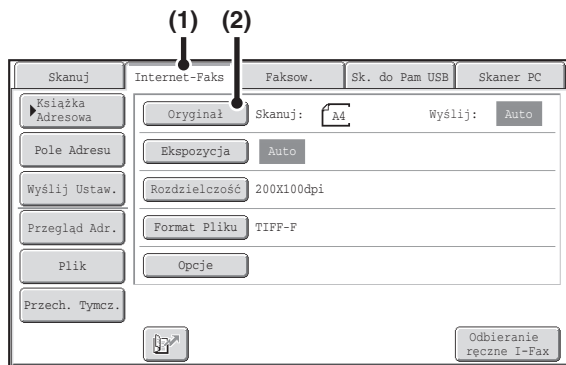 (1) (2)
Skanuj Internet-Faks Faksow. Sk. do Pam USB Skaner PC
Książka
Adresowa
Oryginał Skanuj: A4 Wyślij: Auto
Pole Adresu Ekspozycja Auto
Wyślij Ustaw. Rozdzielczość 200X100dpi
Przegląd Adr. Format Pliku TIFF-F
Plik Opcje
Przech. Tymcz.
Odbieranie
ręczne I-Fax